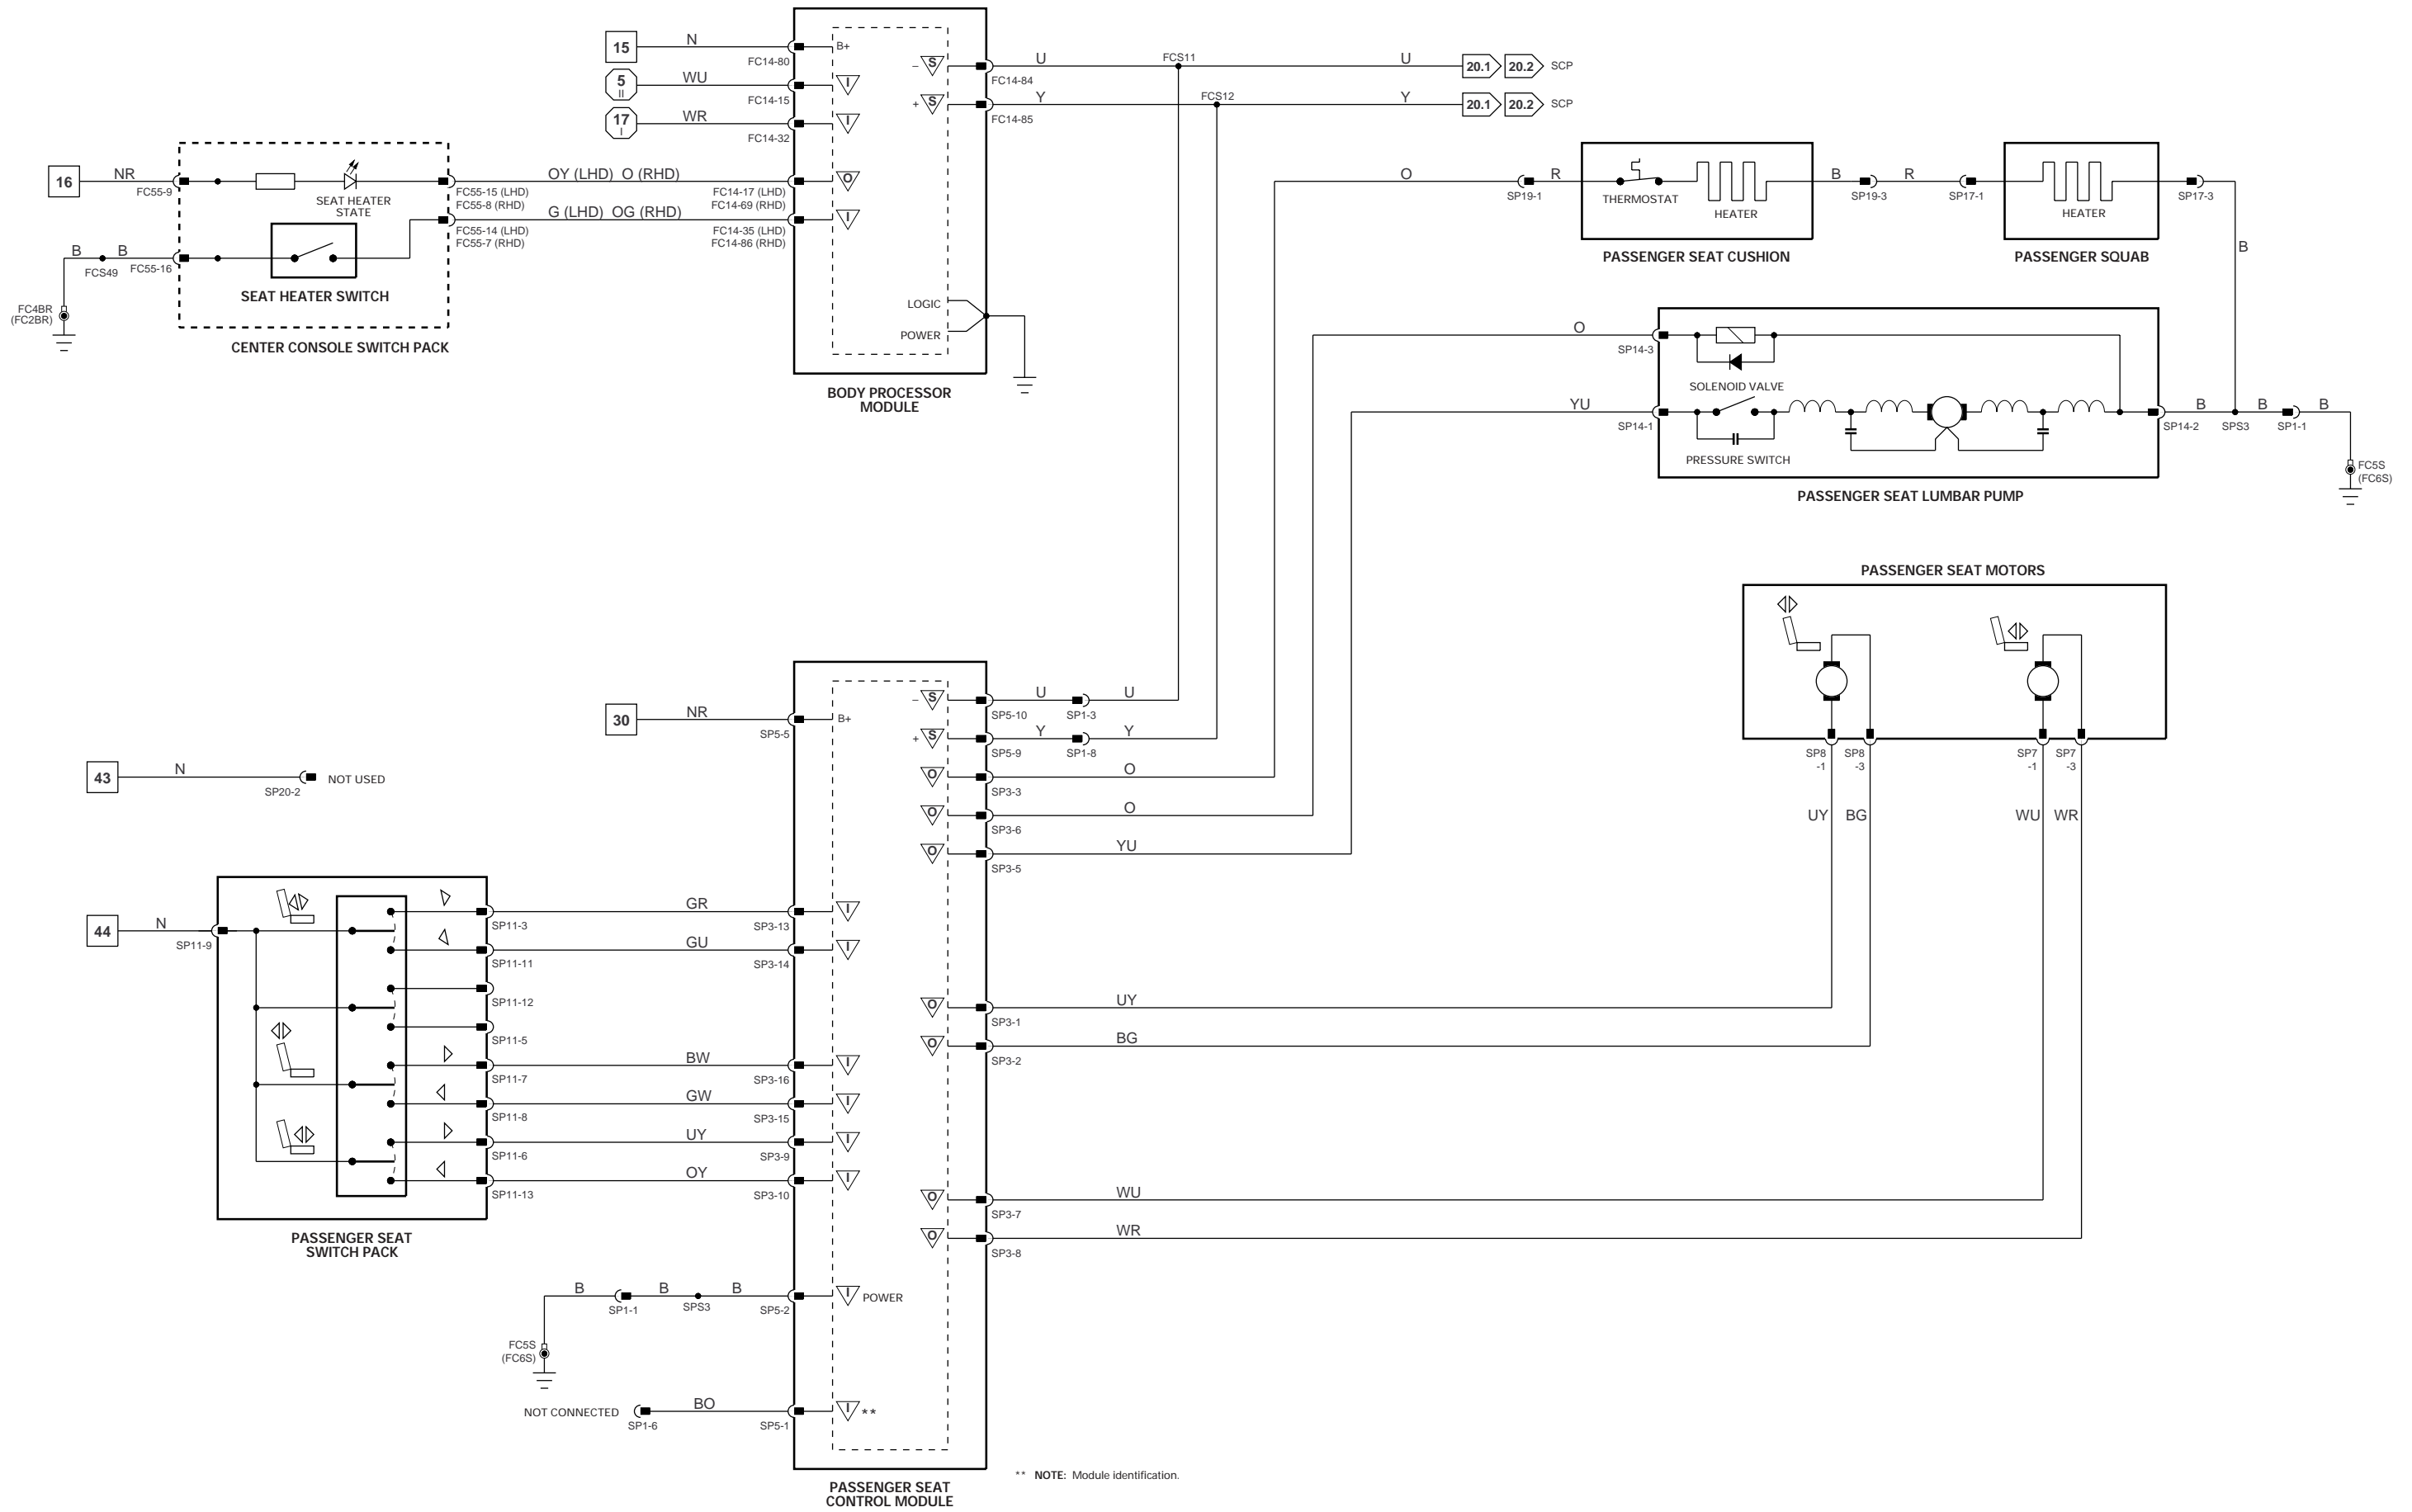 15
N
FC14-80
B+
5
II
WU
FC14-15
I
17
I
WR
FC14-32
I
– S
U
FC14-84
FCS11
U
20.1
20.2
SCP
+ S
Y
FC14-85
FCS12
Y
20.1
20.2
SCP
16
NR
FC55-9
SEAT HEATER
STATE
FC55-15 (LHD)
FC55-8 (RHD)
OY (LHD)  O (RHD)
FC14-17 (LHD)
FC14-69 (RHD)
O
FC55-14 (LHD)
FC55-7 (RHD)
G (LHD)  OG (RHD)
FC14-35 (LHD)
FC14-86 (RHD)
I
B
B
FCS49
FC55-16
SEAT HEATER SWITCH
FC4BR
(FC2BR)
CENTER CONSOLE SWITCH PACK
LOGIC
POWER
BODY PROCESSOR
MODULE
O
SP19-1
R
THERMOSTAT
HEATER
B
SP19-3
R
SP17-1
HEATER
SP17-3
B
PASSENGER SEAT CUSHION
PASSENGER SQUAB
O
SP14-3
SOLENOID VALVE
YU
SP14-1
PRESSURE SWITCH
SP14-2
B
SPS3
B
SP1-1
B
FC5S
(FC6S)
PASSENGER SEAT LUMBAR PUMP
PASSENGER SEAT MOTORS
SP8
-1
SP8
-3
SP7
-1
SP7
-3
UY
BG
WU
WR
30
NR
SP5-5
B+
– S
SP5-10
U
SP1-3
U
+ S
SP5-9
Y
SP1-8
Y
O
SP3-3
O
O
SP3-6
O
O
SP3-5
YU
43
N
SP20-2
NOT USED
44
N
SP11-9
SP11-3
GR
SP3-13
I
SP11-11
GU
SP3-14
I
SP11-12
SP11-5
SP11-7
BW
SP3-16
I
SP11-8
GW
SP3-15
I
SP11-6
UY
SP3-9
I
SP11-13
OY
SP3-10
I
PASSENGER SEAT
SWITCH PACK
O
SP3-1
UY
O
SP3-2
BG
O
SP3-7
WU
O
SP3-8
WR
B
SP1-1
B
SPS3
B
SP5-2
I
POWER
FC5S
(FC6S)
NOT CONNECTED
SP1-6
BO
SP5-1
I
**
** NOTE: Module identification.
PASSENGER SEAT
CONTROL MODULE